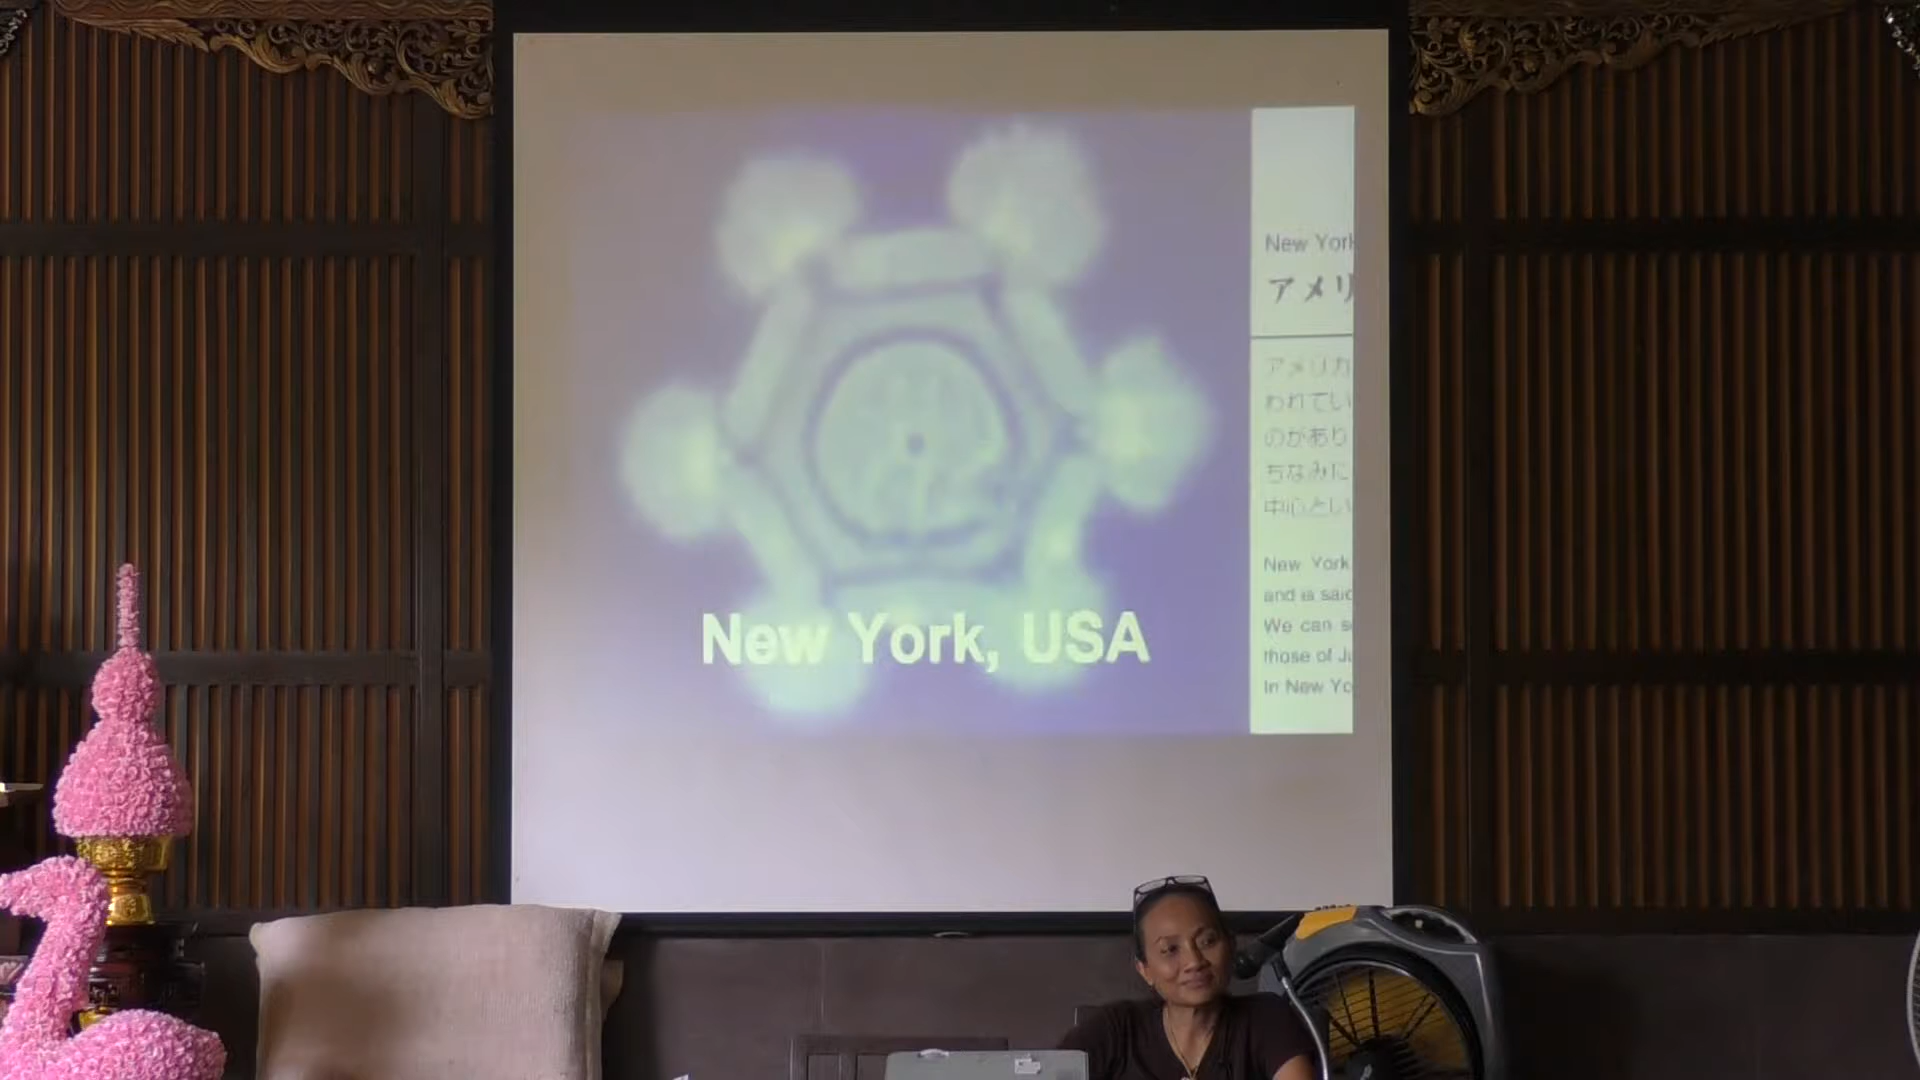 New York, USA
New York
アメリ
アメリカ
われてい
のがあり
ちなみに
中心とい
New York
and is said
We can s
those of J
In New Yo